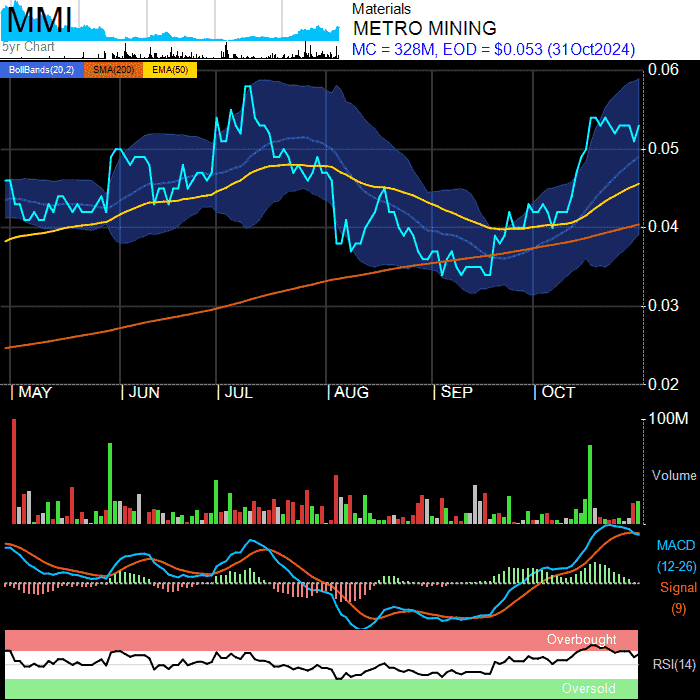 MMI
5yr Chart
Materials
METRO MINING
MC = 328M, EOD = $0.053 (31Oct2024)
BollBands(20,2) SMA(200) EMA(50)
0.06
0.05
0.04
0.03
0.02
MAY JUN JUL AUG SEP OCT
100M
Volume
MACD
(12-26)
Signal
(9)
Overbought
RSI(14)
Oversold